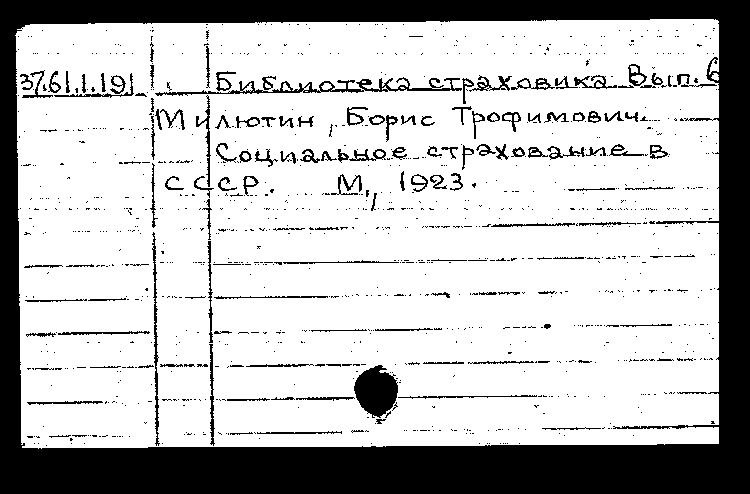 37.61.1.191 Библиотека страховика Вып. 6
Милютин, Борис Трофимович.
Социальное страхование в
СССР. М., 1923.